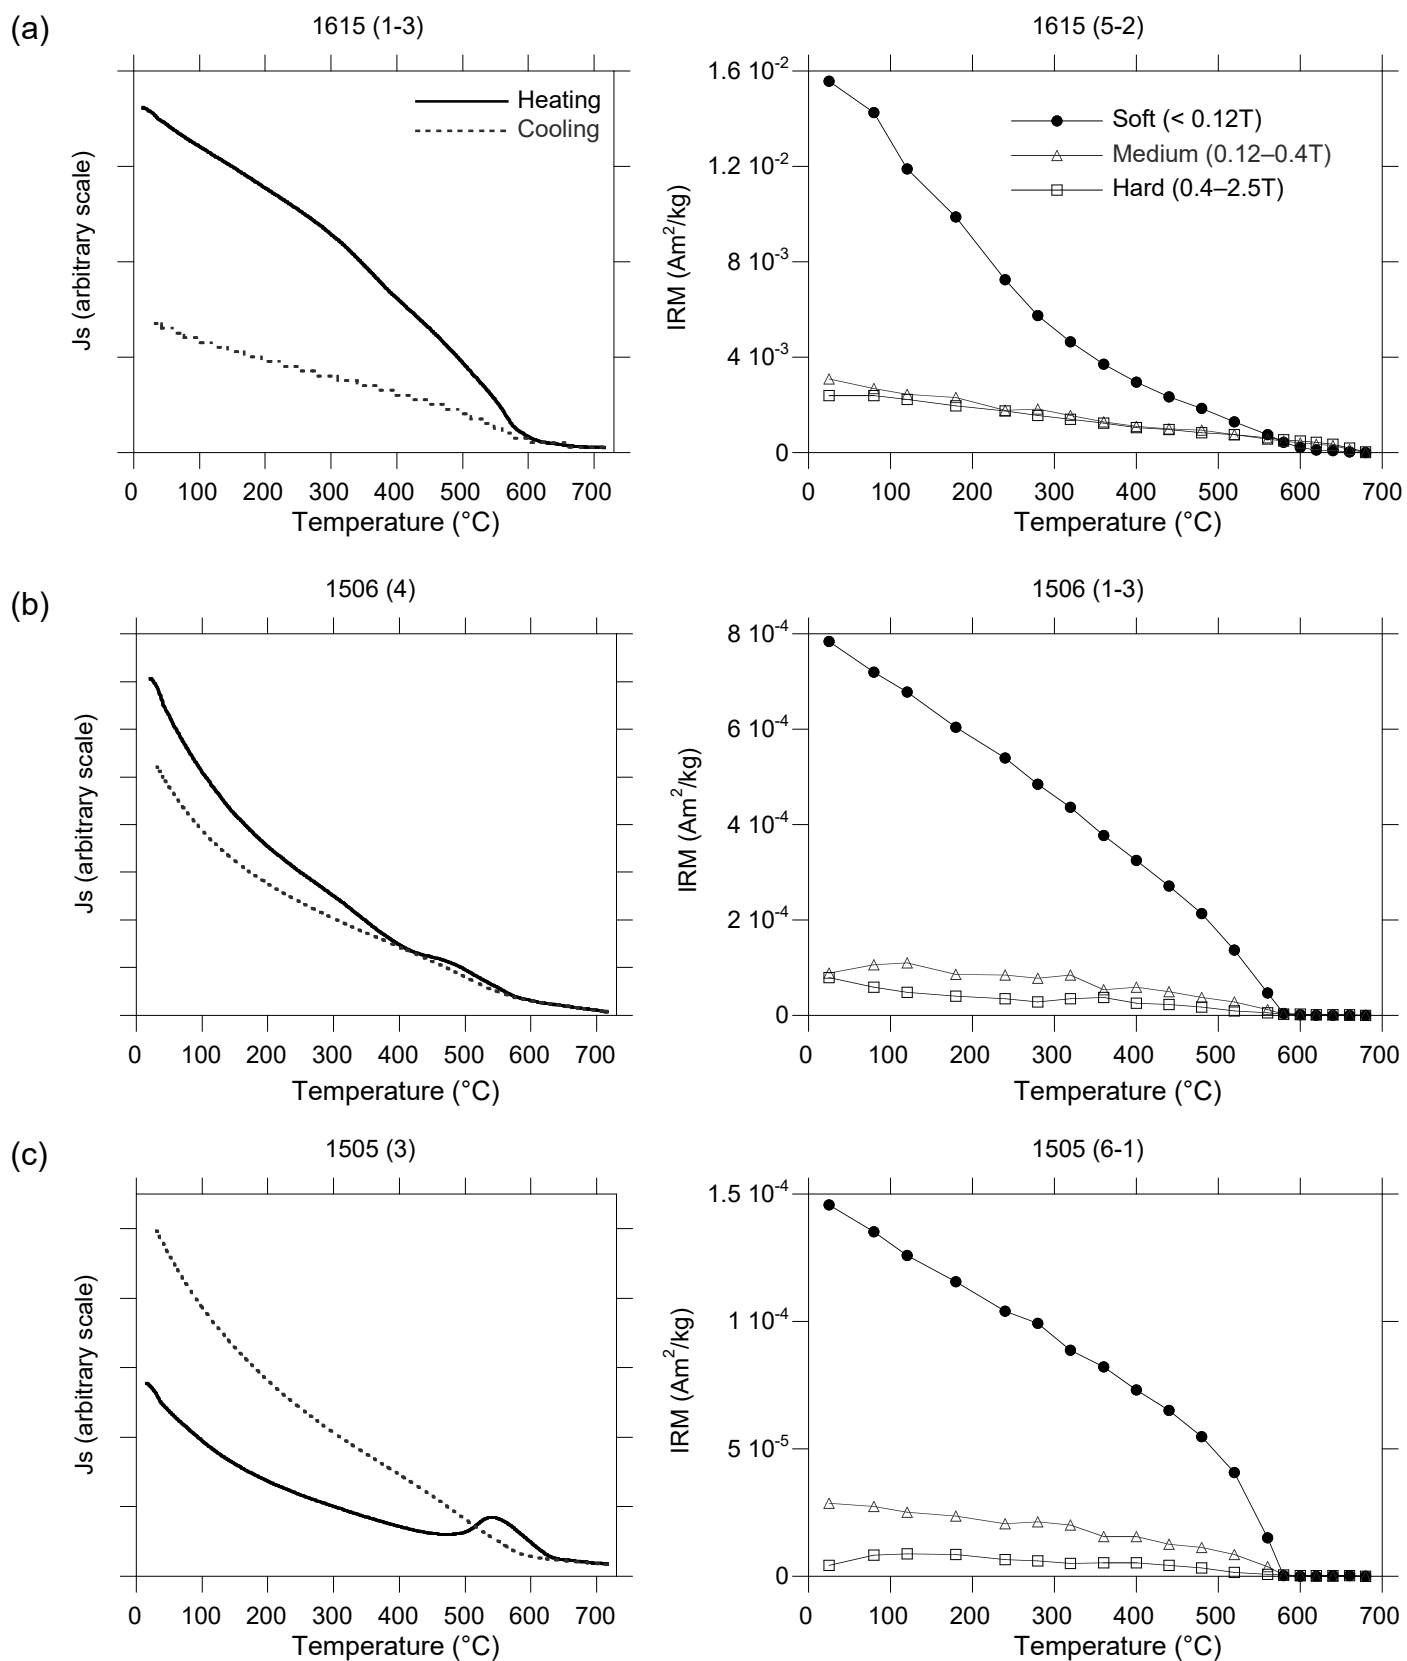 (a)
1615 (1-3)
Heating
Cooling
Js (arbitrary scale)
0 100 200 300 400 500 600 700
Temperature (°C)
1615 (5-2)
1.6 10-2
1.2 10-2
8 10-3
4 10-3
0
IRM (Am2/kg)
Soft (< 0.12T)
Medium (0.12–0.4T)
Hard (0.4–2.5T)
0 100 200 300 400 500 600 700
Temperature (°C)
(b)
1506 (4)
Js (arbitrary scale)
0 100 200 300 400 500 600 700
Temperature (°C)
1506 (1-3)
8 10-4
6 10-4
4 10-4
2 10-4
0
IRM (Am2/kg)
0 100 200 300 400 500 600 700
Temperature (°C)
(c)
1505 (3)
Js (arbitrary scale)
0 100 200 300 400 500 600 700
Temperature (°C)
1505 (6-1)
1.5 10-4
1 10-4
5 10-5
0
IRM (Am2/kg)
0 100 200 300 400 500 600 700
Temperature (°C)